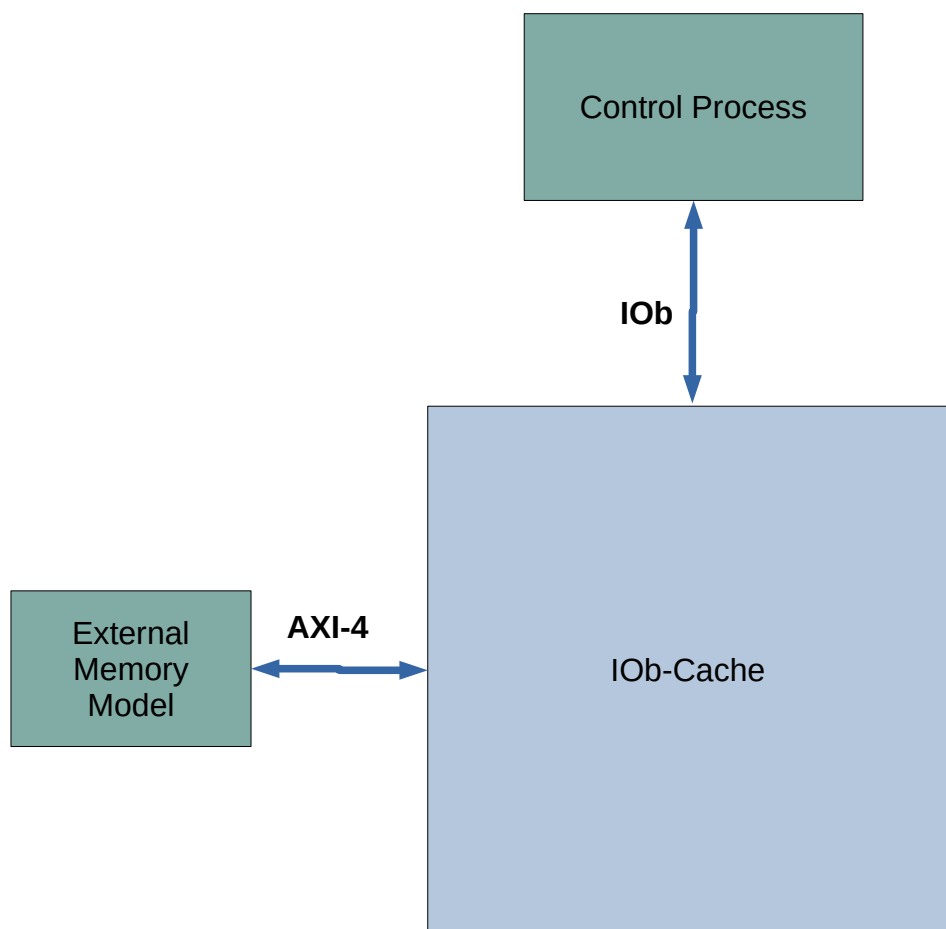 Control Process
IOb
External
Memory
Model
AXI-4
IOb-Cache